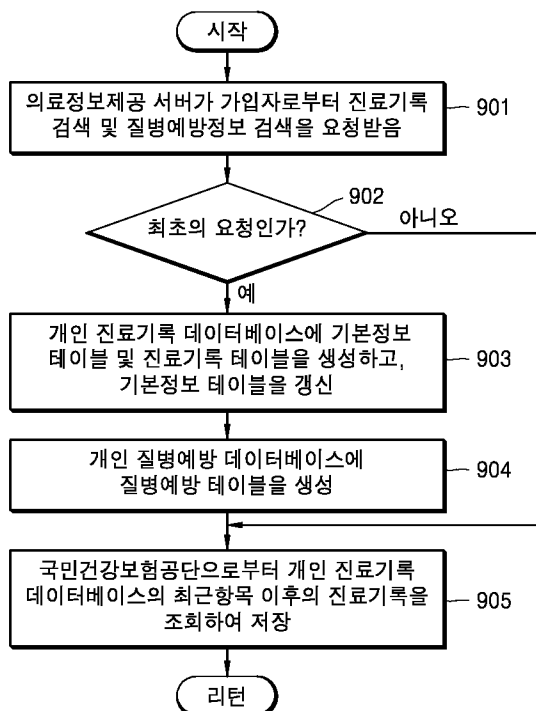 시작
의료정보제공 서버가 가입자로부터 진료기록
검색 및 질병예방정보 검색을 요청받음
901
902
최초의 요청인가?
아니오
예
개인 진료기록 데이터베이스에 기본정보
테이블 및 진료기록 테이블을 생성하고,
기본정보 테이블을 갱신
903
개인 질병예방 데이터베이스에
질병예방 테이블을 생성
904
국민건강보험공단으로부터 개인 진료기록
데이터베이스의 최근항목 이후의 진료기록을
조회하여 저장
905
리턴